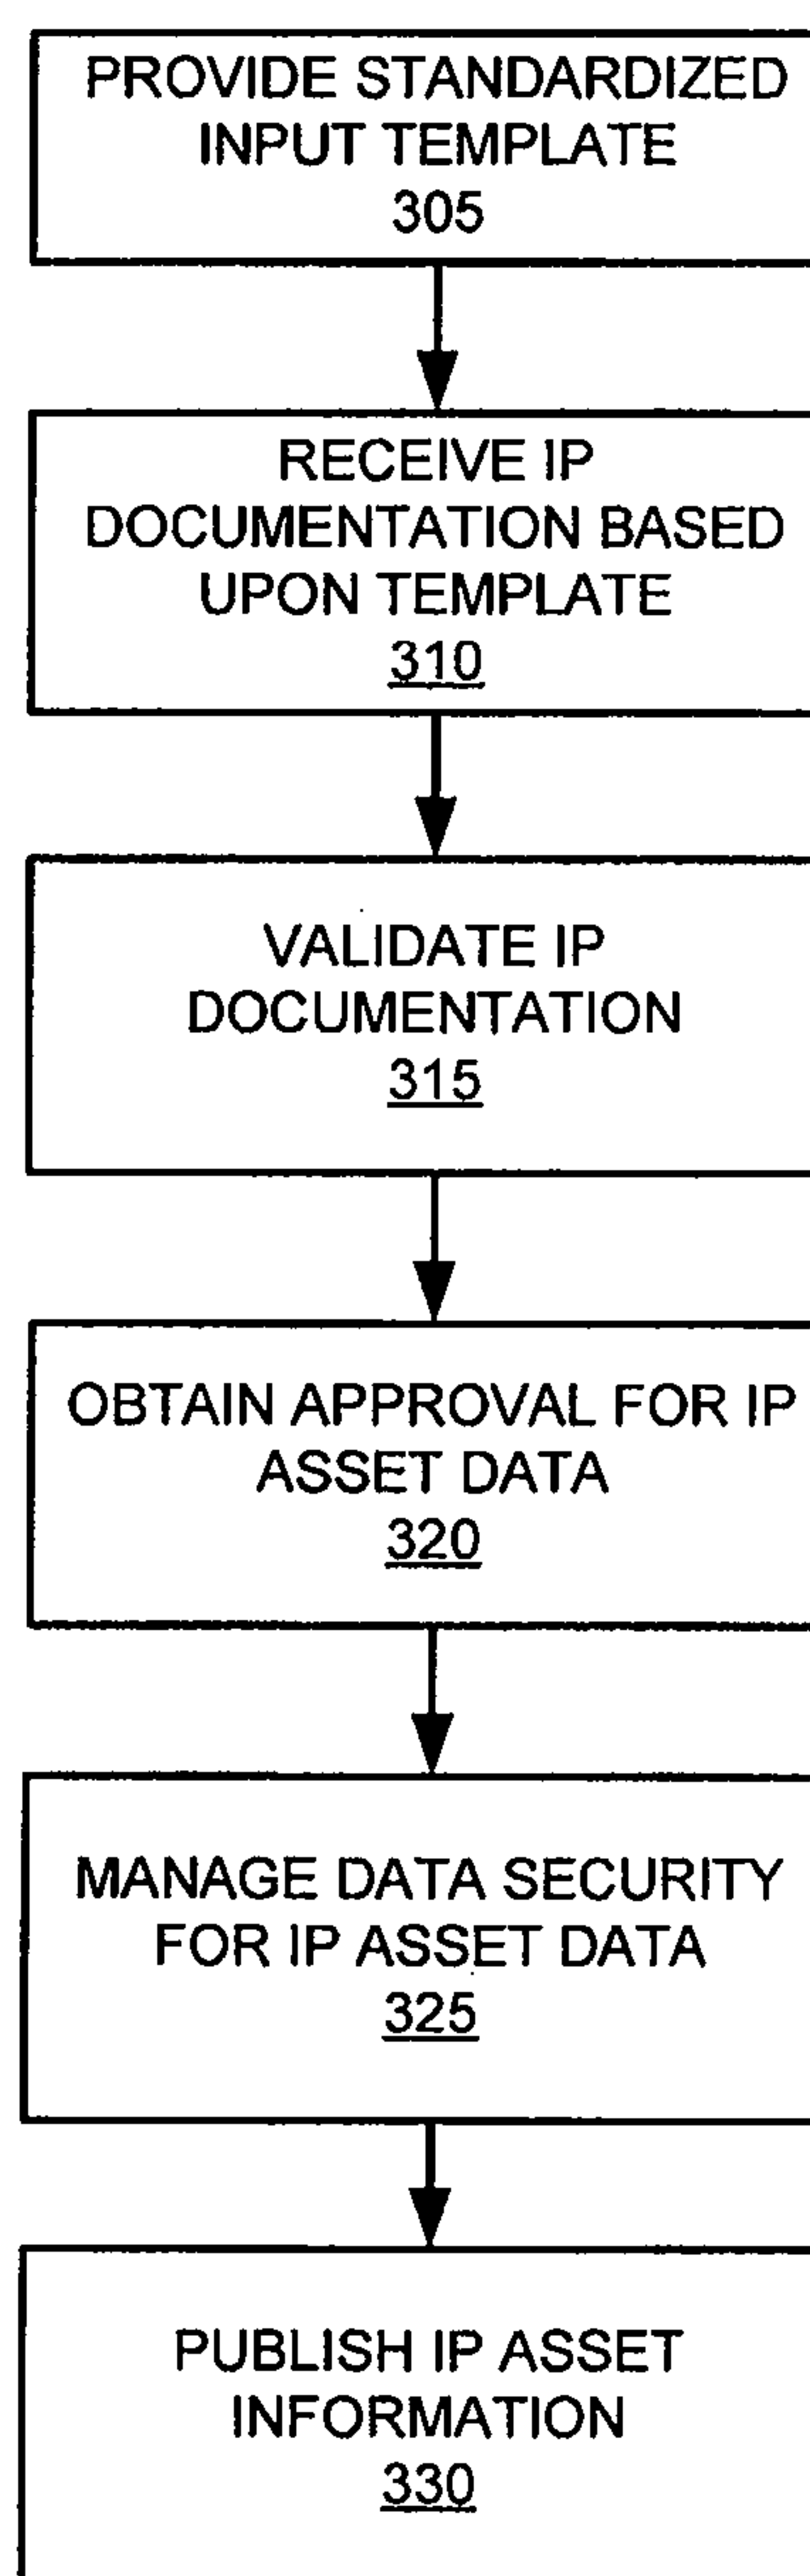 PROVIDE STANDARDIZED
INPUT TEMPLATE
305
RECEIVE IP
DOCUMENTATION BASED
UPON TEMPLATE
310
VALIDATE IP
DOCUMENTATION
315
OBTAIN APPROVAL FOR IP
ASSET DATA
320
MANAGE DATA SECURITY
FOR IP ASSET DATA
325
PUBLISH IP ASSET
INFORMATION
330